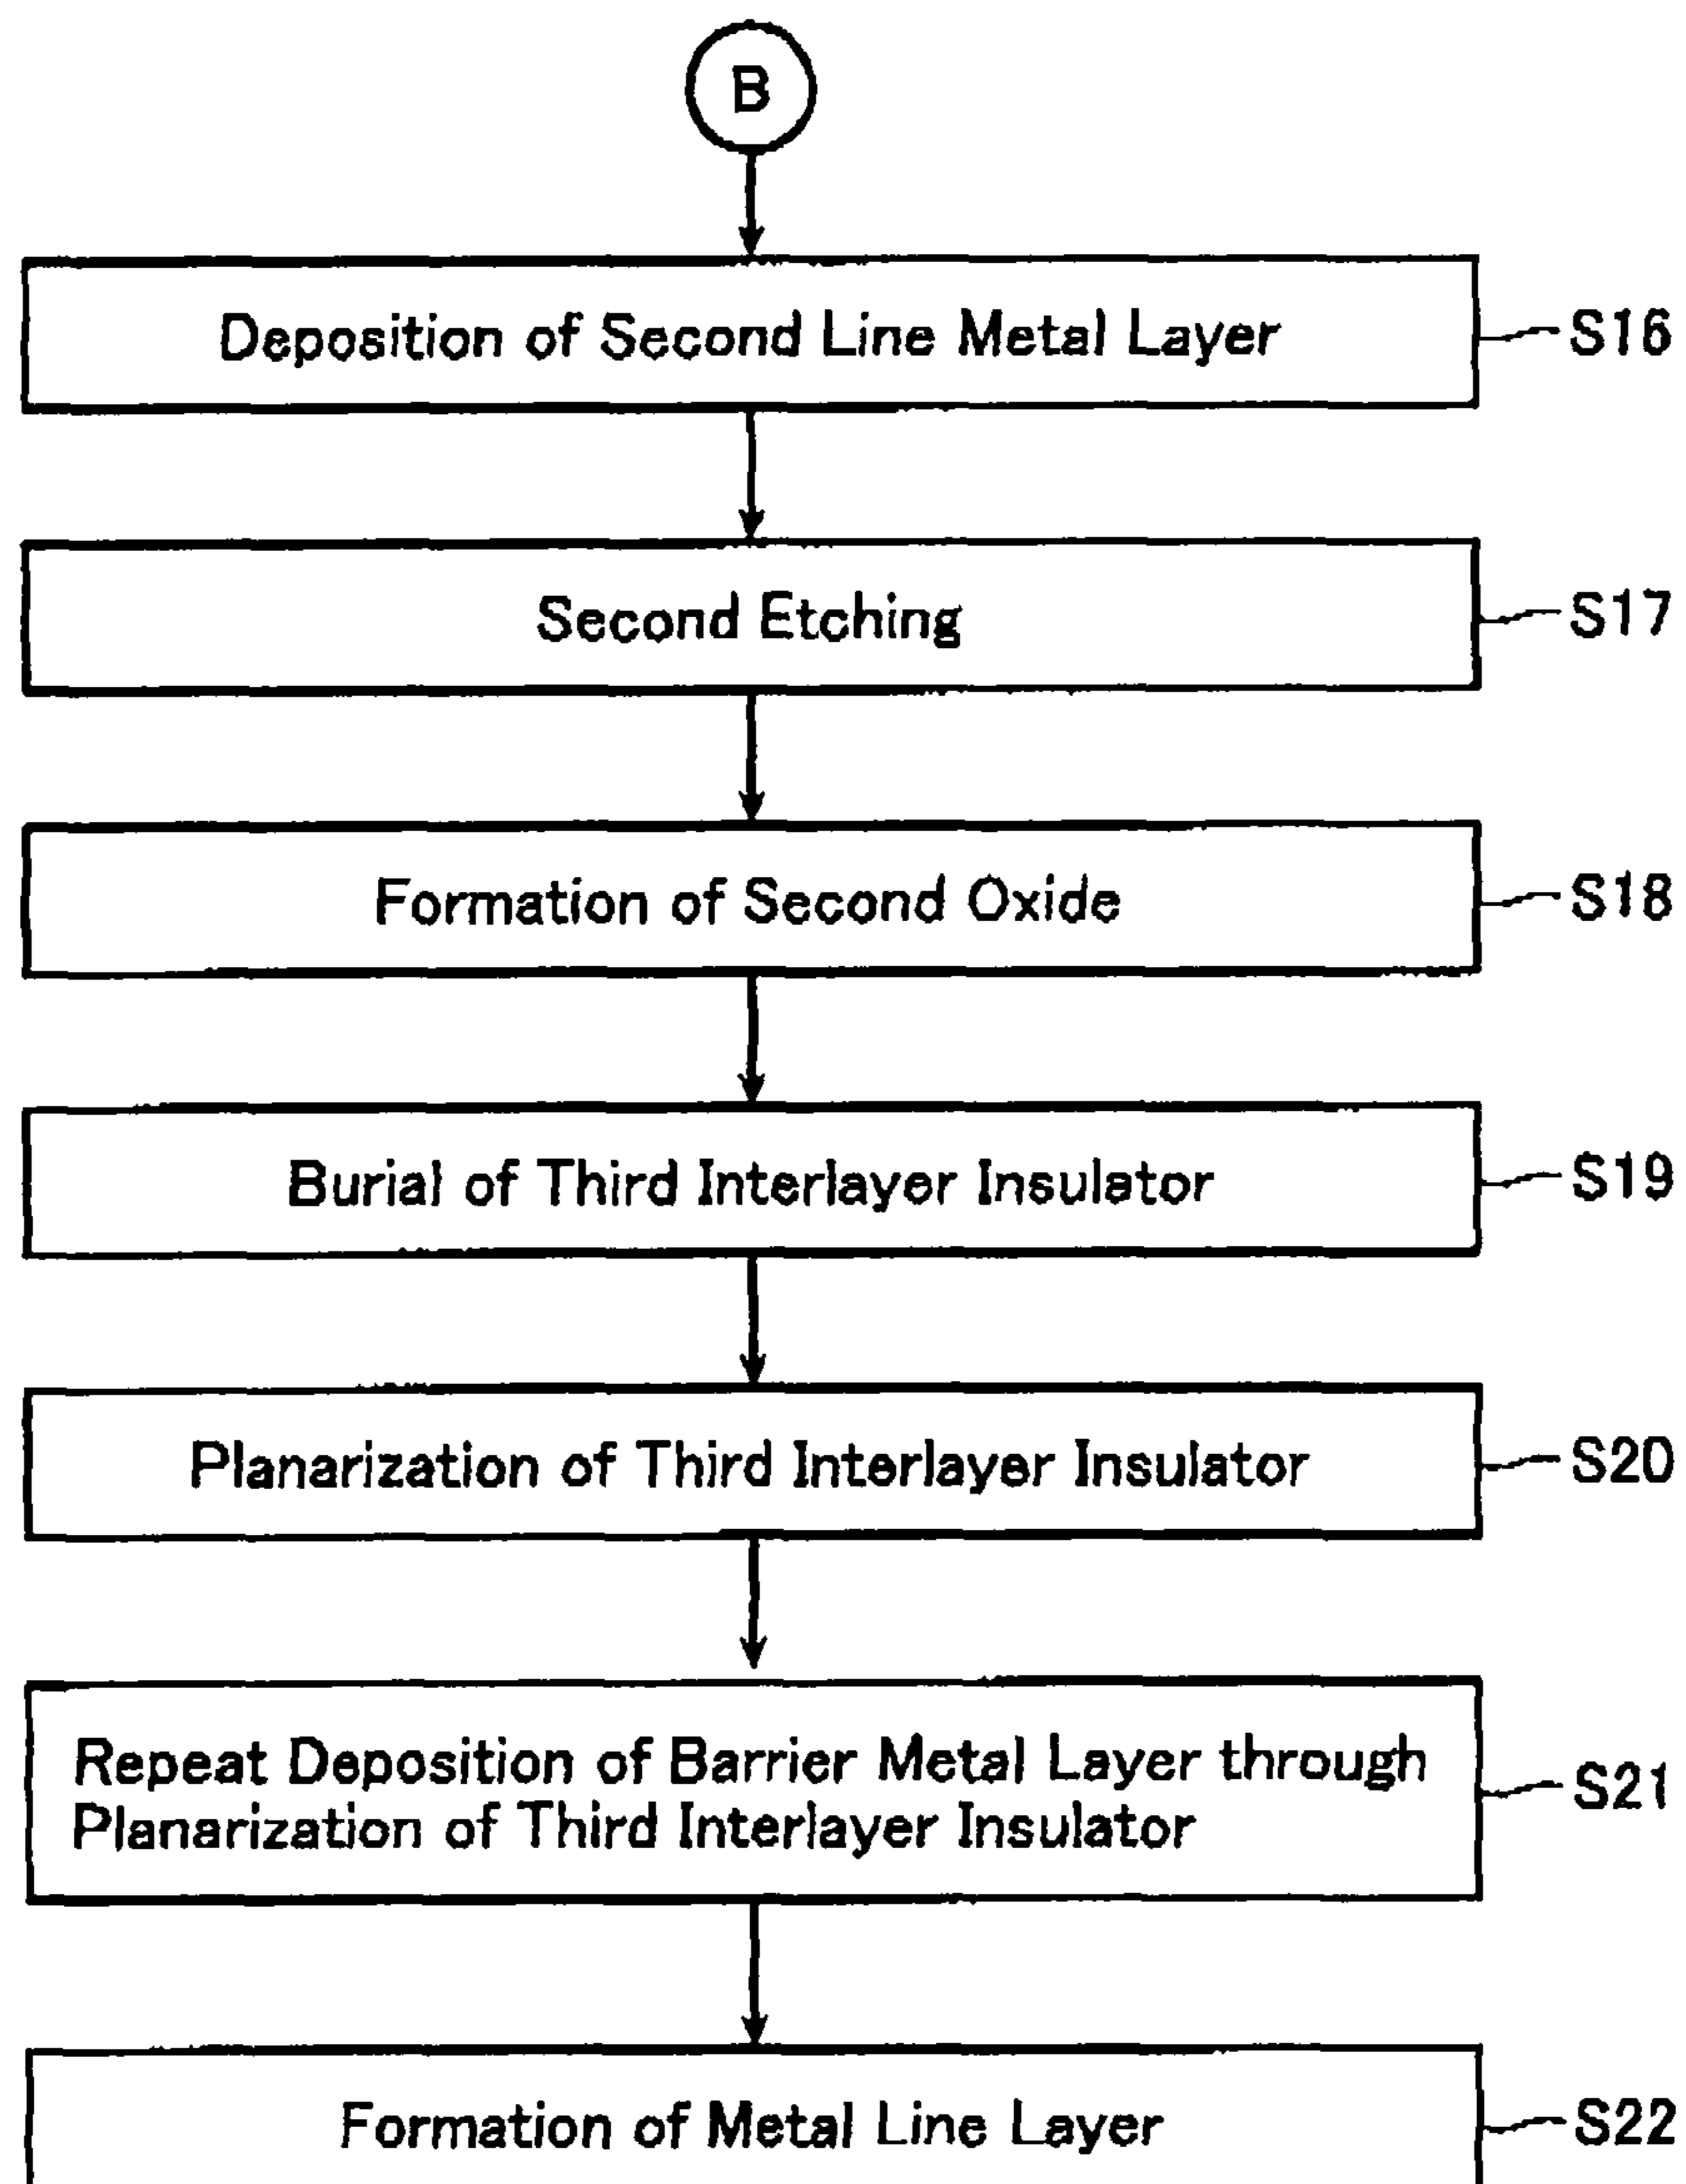 B
Deposition of Second Line Metal Layer S16
Second Etching S17
Formation of Second Oxide S18
Burial of Third Interlayer Insulator S19
Planarization of Third Interlayer Insulator S20
Repeat Deposition of Barrier Metal Layer through
Planarization of Third Interlayer Insulator S21
Formation of Metal Line Layer S22